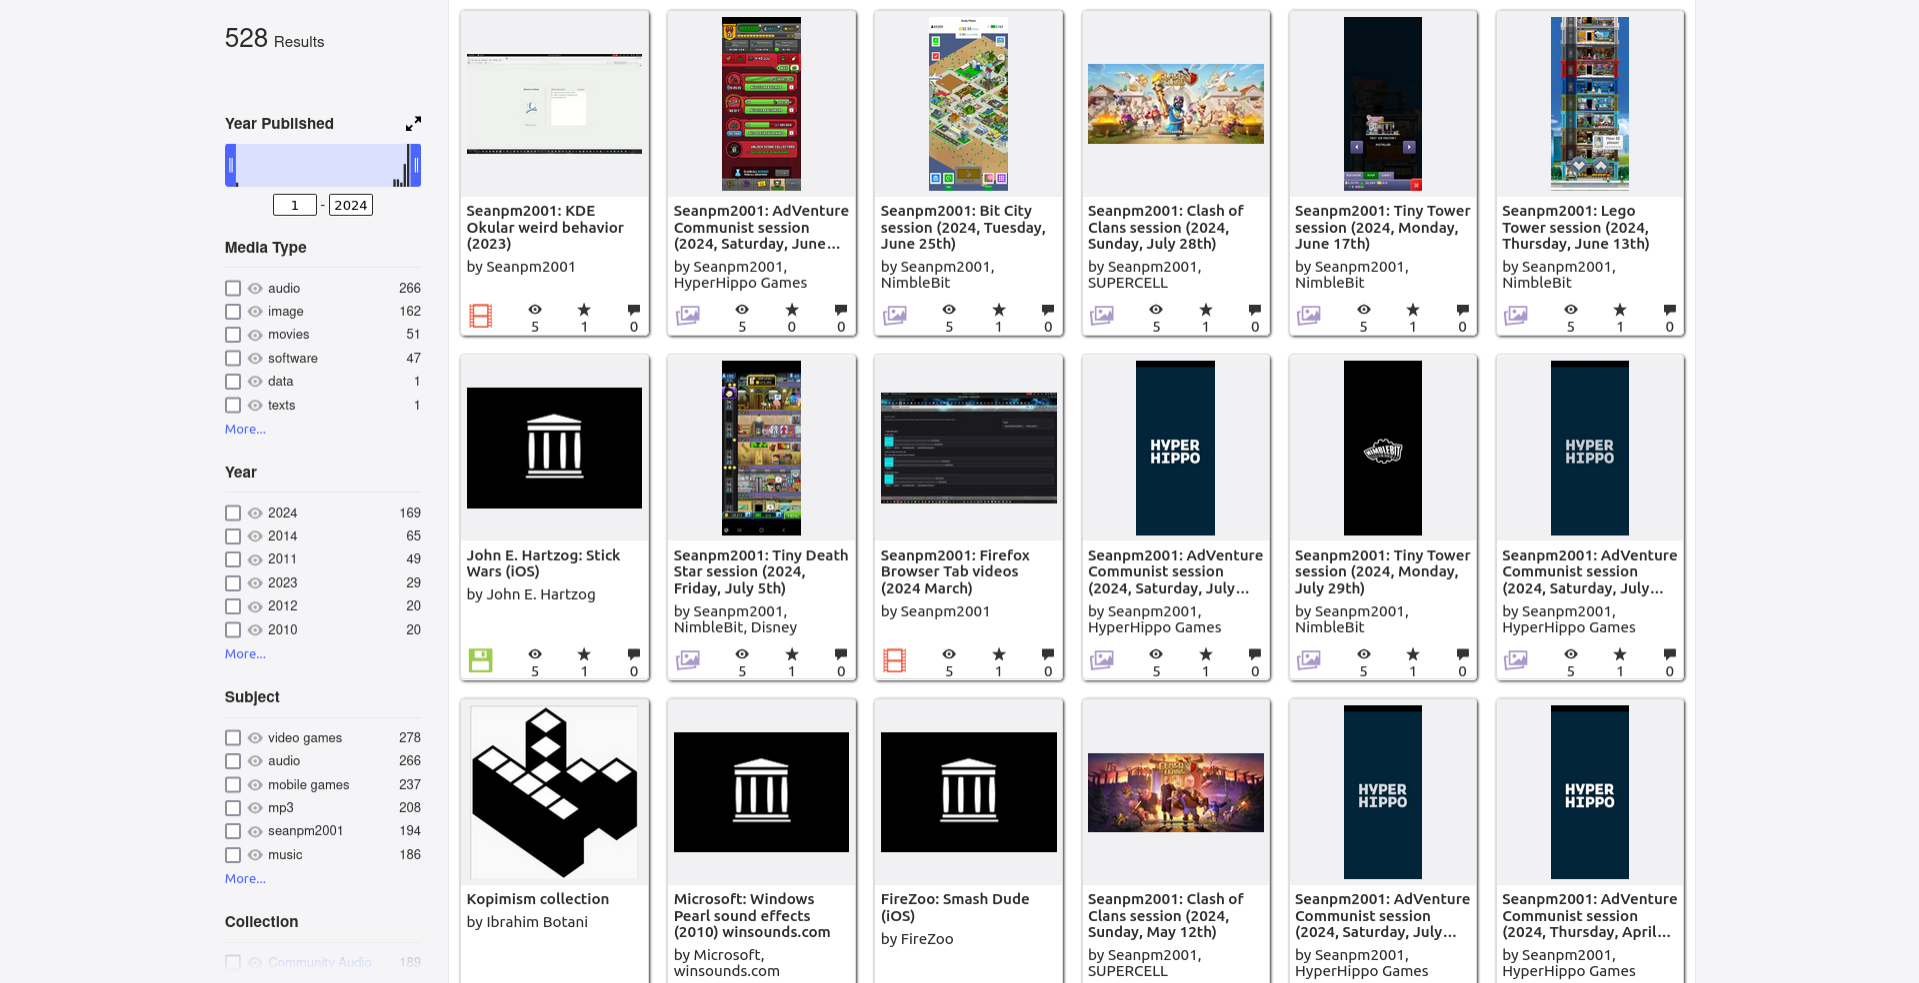 528 Results
Year Published
1 - 2024
Media Type
audio 266
image 162
movies 51
software 47
data 1
texts 1
More...
Year
2024 169
2014 65
2011 49
2023 29
2012 20
2010 20
More...
Subject
video games 278
audio 266
mobile games 237
mp3 208
seanpm2001 194
music 186
More...
Collection
Community Audio 189
Seanpm2001: KDE
Okular weird behavior
(2023)
by Seanpm2001
5 1 0
Seanpm2001: AdVenture
Communist session
(2024, Saturday, June...
by Seanpm2001,
HyperHippo Games
5 0 0
Seanpm2001: Bit City
session (2024, Tuesday,
June 25th)
by Seanpm2001,
NimbleBit
5 1 0
Seanpm2001: Clash of
Clans session (2024,
Sunday, July 28th)
by Seanpm2001,
SUPERCELL
5 1 0
Seanpm2001: Tiny Tower
session (2024, Monday,
June 17th)
by Seanpm2001,
NimbleBit
5 1 0
Seanpm2001: Lego
Tower session (2024,
Thursday, June 13th)
by Seanpm2001,
NimbleBit
5 1 0
John E. Hartzog: Stick
Wars (iOS)
by John E. Hartzog
5 1 0
Seanpm2001: Tiny Death
Star session (2024,
Friday, July 5th)
by Seanpm2001,
NimbleBit, Disney
5 1 0
Seanpm2001: Firefox
Browser Tab videos
(2024 March)
by Seanpm2001
5 1 0
HYPER
HIPPO
Seanpm2001: AdVenture
Communist session
(2024, Saturday, July...
by Seanpm2001,
HyperHippo Games
5 1 0
NIMBLEBIT
Seanpm2001: Tiny Tower
session (2024, Monday,
July 29th)
by Seanpm2001,
NimbleBit
5 1 0
HYPER
HIPPO
Seanpm2001: AdVenture
Communist session
(2024, Saturday, July...
by Seanpm2001,
HyperHippo Games
5 1 0
Kopimism collection
by Ibrahim Botani
Microsoft: Windows
Pearl sound effects
(2010) winsounds.com
by Microsoft,
winsounds.com
FireZoo: Smash Dude
(iOS)
by FireZoo
Seanpm2001: Clash of
Clans session (2024,
Sunday, May 12th)
by Seanpm2001,
SUPERCELL
HYPER
HIPPO
Seanpm2001: AdVenture
Communist session
(2024, Saturday, July...
by Seanpm2001,
HyperHippo Games
HYPER
HIPPO
Seanpm2001: AdVenture
Communist session
(2024, Thursday, April...
by Seanpm2001,
HyperHippo Games